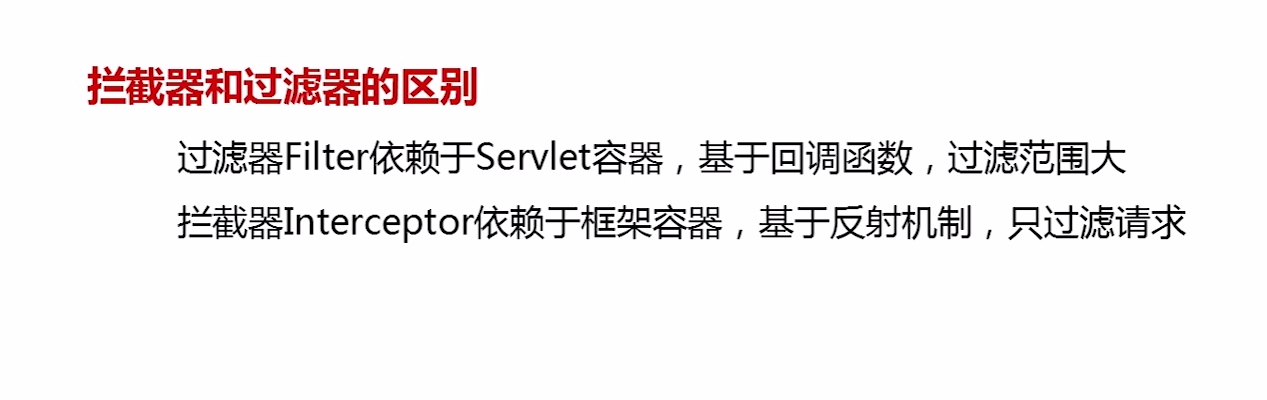 拦截器和过滤器的区别
过滤器Filter依赖于Servlet容器，基于回调函数，过滤范围大
拦截器Interceptor依赖于框架容器，基于反射机制，只过滤请求